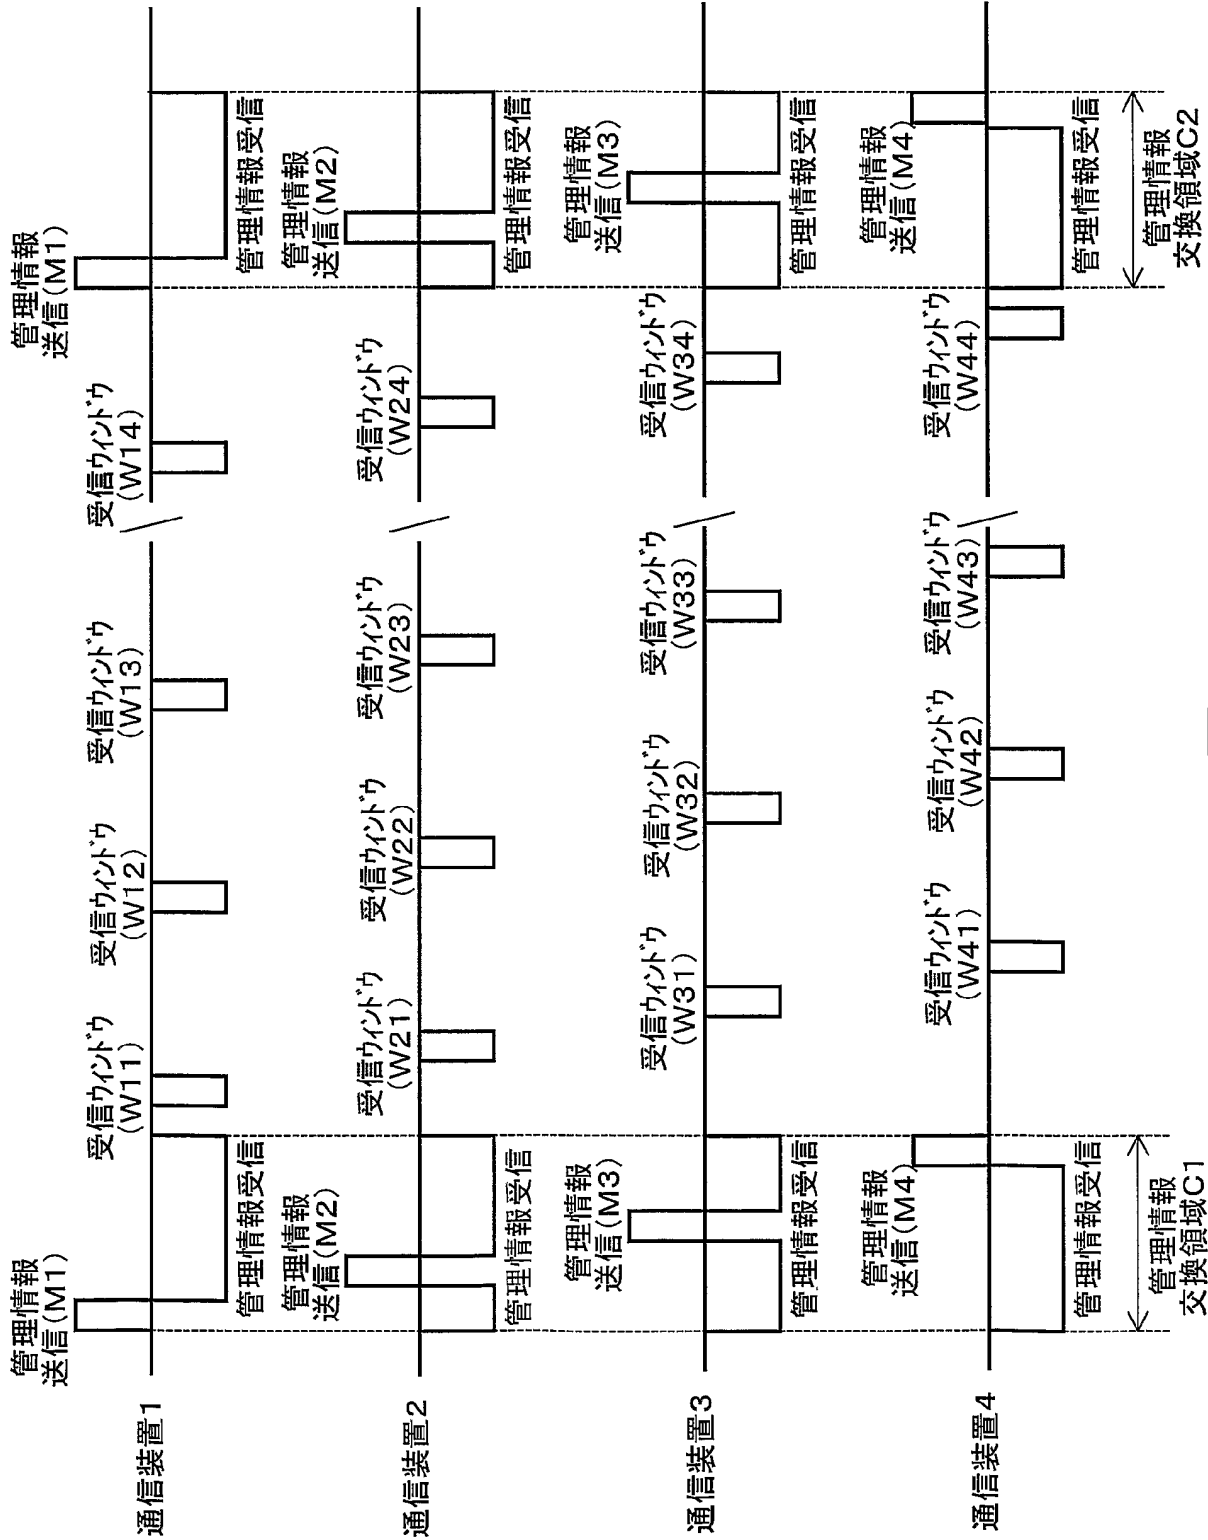 管理情報
送信(M1)
管理情報
送信(M1)
受信ウィンドウ
(W11)
受信ウィンドウ
(W12)
受信ウィンドウ
(W13)
受信ウィンドウ
(W14)
通信装置1
管理情報受信
管理情報受信
管理情報
送信(M2)
管理情報
送信(M2)
受信ウィンドウ
(W21)
受信ウィンドウ
(W22)
受信ウィンドウ
(W23)
受信ウィンドウ
(W24)
通信装置2
管理情報受信
管理情報受信
管理情報
送信(M3)
管理情報
送信(M3)
受信ウィンドウ
(W31)
受信ウィンドウ
(W32)
受信ウィンドウ
(W33)
受信ウィンドウ
(W34)
通信装置3
管理情報受信
管理情報受信
管理情報
送信(M4)
管理情報
送信(M4)
受信ウィンドウ
(W41)
受信ウィンドウ
(W42)
受信ウィンドウ
(W43)
受信ウィンドウ
(W44)
通信装置4
管理情報受信
管理情報受信
管理情報
交換領域C1
管理情報
交換領域C2